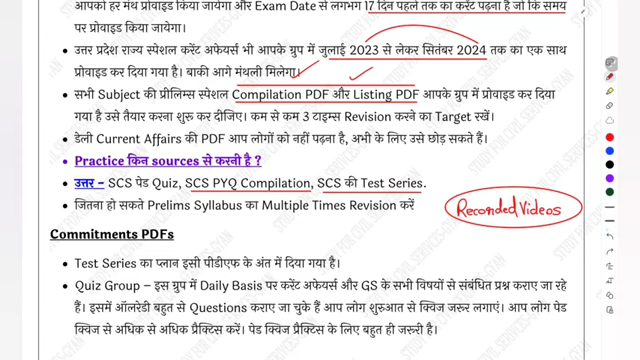 आपको हर मंथ प्रोवाइड किया जायेगा और Exam Date से लगभग 17 दिन पहले तक का करेंट पढ़ना है जो कि समय
पर प्रोवाइड किया जायेगा।
उत्तर प्रदेश राज्य स्पेशल करेंट अफेयर्स भी आपके ग्रुप में जुलाई 2023 से लेकर सितंबर 2024 तक का एक साथ
प्रोवाइड कर दिया गया है। बाकी आगे मंथली मिलेगा।
सभी Subject की प्रीलिम्स स्पेशल Compilation PDF और Listing PDF आपके ग्रुप में प्रोवाइड कर दिया
गया है उसे तैयार करना शुरू कर दीजिए। कम से कम 3 टाइम्स Revision करने का Target रखें।
डेली Current Affairs की PDF आप लोगों को नहीं पढ़ना है, अभी के लिए उसे छोड़ सकते हैं।
Practice किन sources से करनी है ?
उत्तर – SCS पेड Quiz, SCS PYQ Compilation, SCS की Test Series.
जितना हो सकते Prelims Syllabus का Multiple Times Revision करें
Reconded Videos
Commitments PDFs
Test Series का प्लान इसी पीडीएफ के अंत में दिया गया है।
Quiz Group – इस ग्रुप में Daily Basis पर करेंट अफेयर्स और GS के सभी विषयों से संबंधित प्रश्न कराए जा रहे
हैं। इसमें ऑलरेडी बहुत से Questions कराए जा चुके हैं आप लोग शुरुआत से क्विज जरूर लगाएं। आप लोग पेड
क्विज से अधिक से अधिक प्रैक्टिस करें। पेड क्विज प्रैक्टिस के लिए बहुत ही जरूरी है।
STUDY FOR CIVIL SERVICES-GYAN